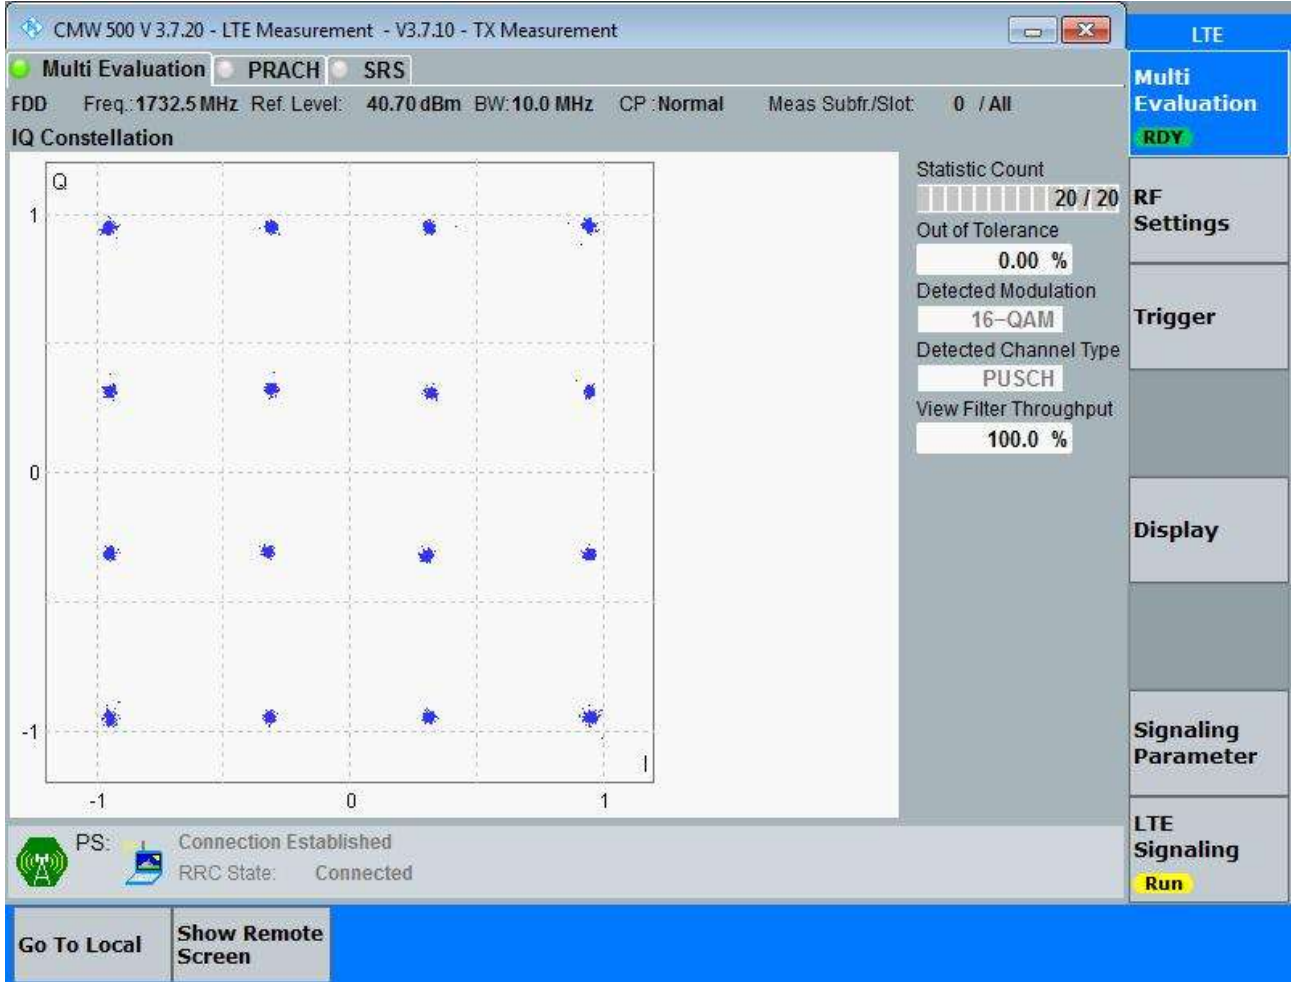 CMW 500 V 3.7.20 - LTE Measurement - V3.7.10 - TX Measurement
LTE
Multi Evaluation PRACH SRS
FDD Freq.:1732.5 MHz Ref. Level: 40.70 dBm BW:10.0 MHz CP :Normal Meas Subfr./Slot: 0 / All
IQ Constellation
Q
1
0
-1
-1 0 1
I
Statistic Count
20 / 20
Out of Tolerance
0.00 %
Detected Modulation
16-QAM
Detected Channel Type
PUSCH
View Filter Throughput
100.0 %
Multi
Evaluation
RDY
RF
Settings
Trigger
Display
Signaling
Parameter
LTE
Signaling
Run
PS: Connection Established
RRC State: Connected
Go To Local
Show Remote
Screen